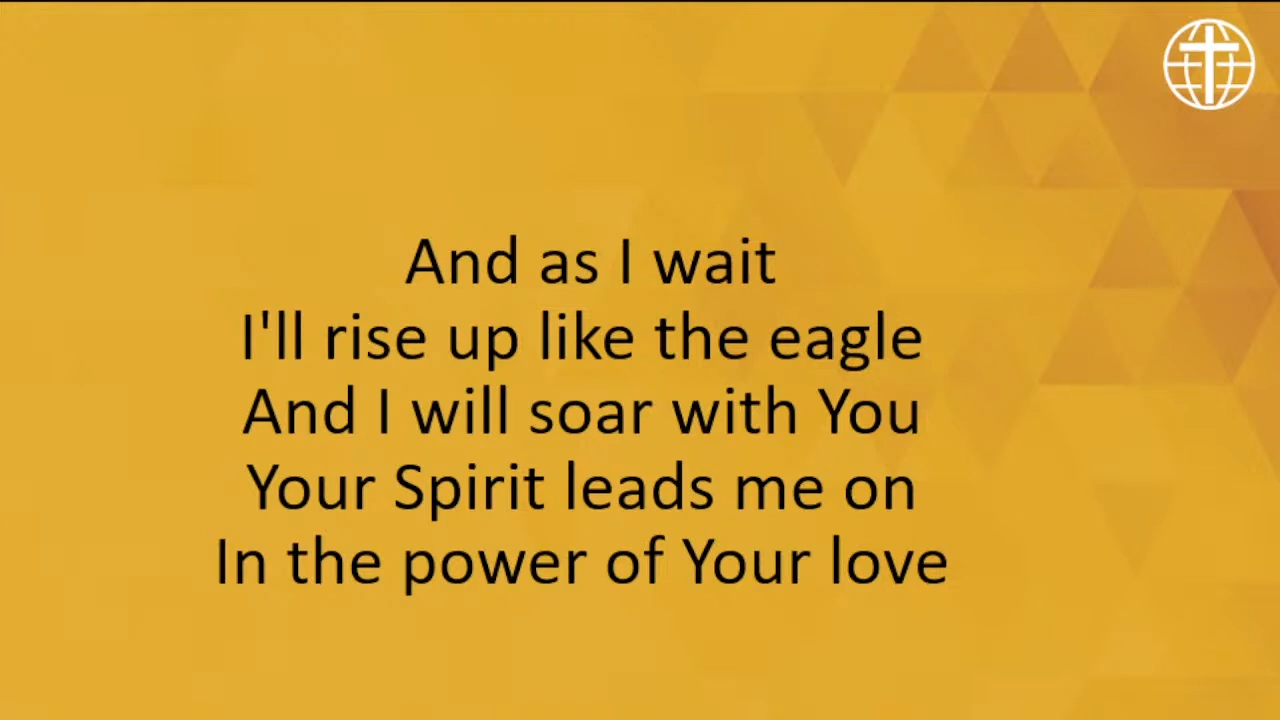 And as I wait
I'll rise up like the eagle
And I will soar with You
Your Spirit leads me on
In the power of Your love